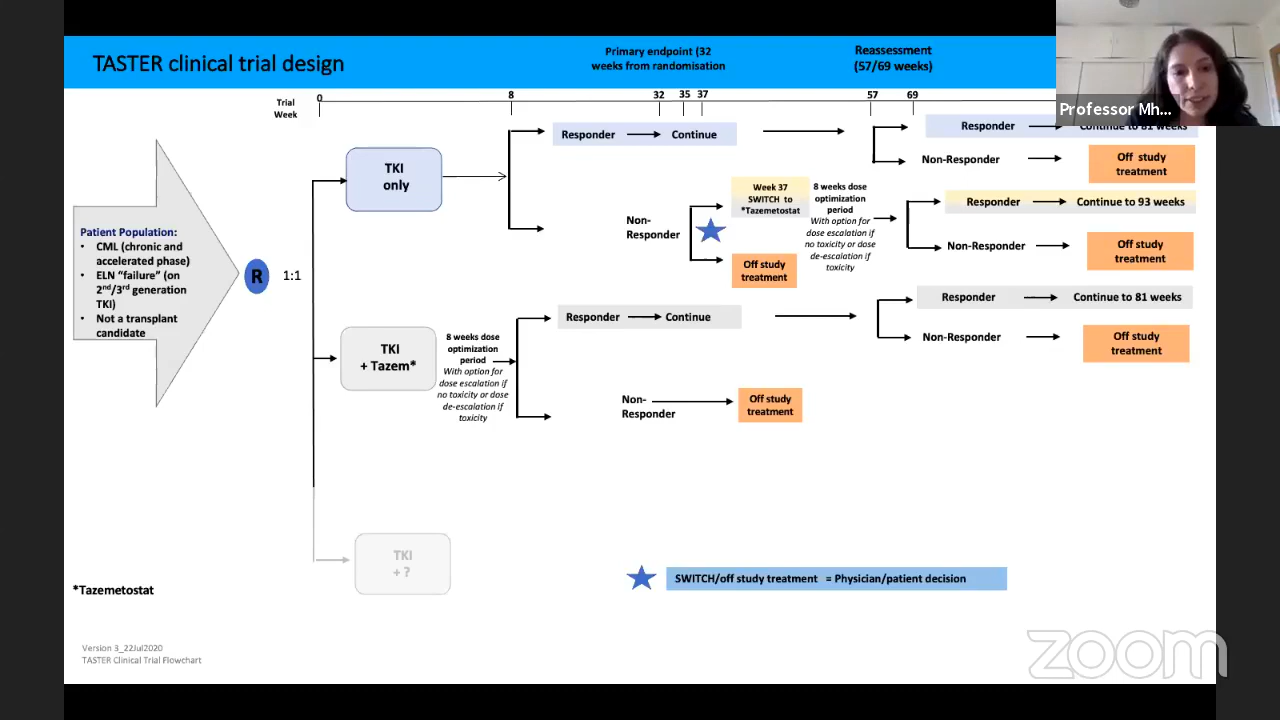 TASTER clinical trial design
Primary endpoint (32
weeks from randomisation
Reassessment
(57/69 weeks)
Professor Mh...
Trial
Week
0
8
32
35
37
57
69
Patient Population:
• CML (chronic and
accelerated phase)
• ELN “failure” (on
2nd/3rd generation
TKI)
• Not a transplant
candidate
R
1:1
TKI
only
Responder
Continue
Responder
Continue to 81 weeks
Non-Responder
Off study
treatment
Non-
Responder
Week 37
SWITCH to
*Tazemetostat
8 weeks dose
optimization
period
With option for
dose escalation if
no toxicity or dose
de-escalation if
toxicity
Responder
Continue to 93 weeks
Non-Responder
Off study
treatment
Off study
treatment
TKI
+ Tazem*
8 weeks dose
optimization
period
With option for
dose escalation if
no toxicity or dose
de-escalation if
toxicity
Responder
Continue
Responder
Continue to 81 weeks
Non-Responder
Off study
treatment
Non-
Responder
Off study
treatment
TKI
+ ?
SWITCH/off study treatment = Physician/patient decision
*Tazemetostat
Version 3_22Jul2020
TASTER Clinical Trial Flowchart
zoom